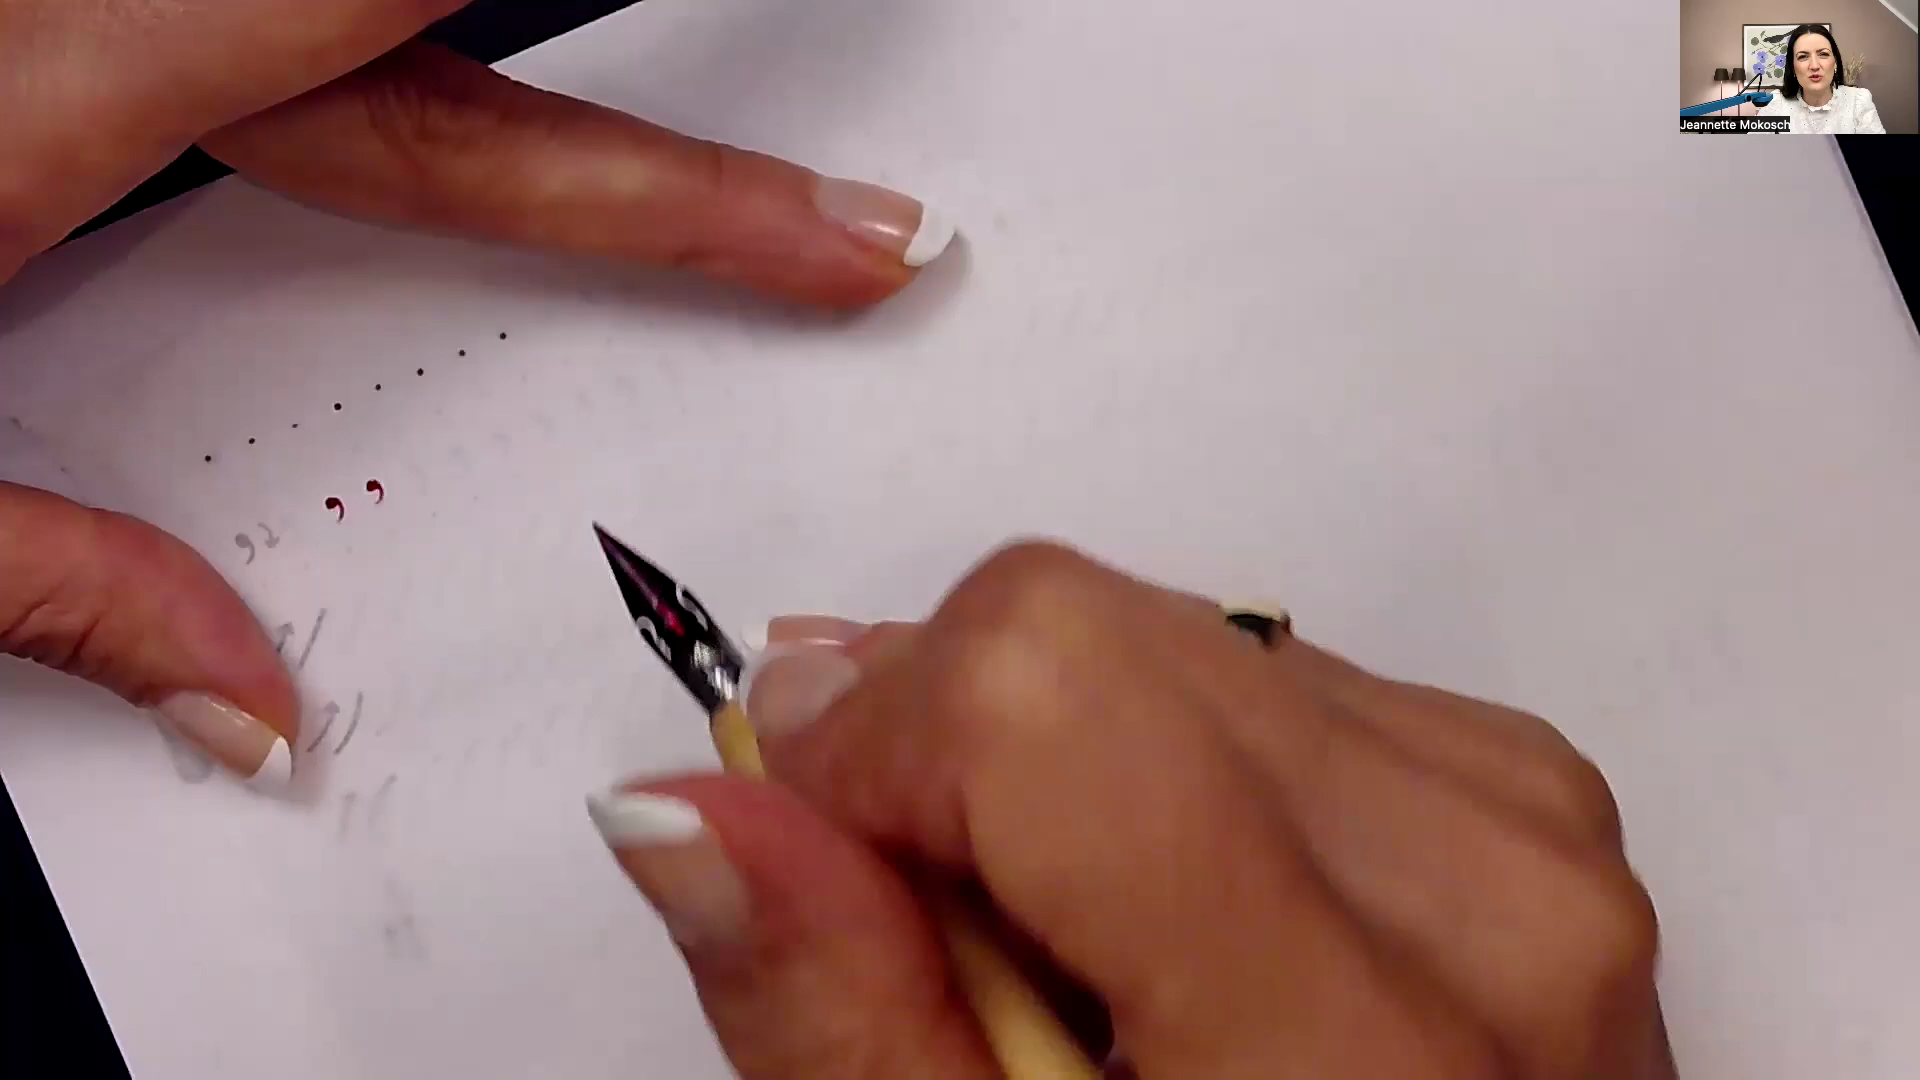 Jeannette Mokosch
. . . . . . . .
, ,